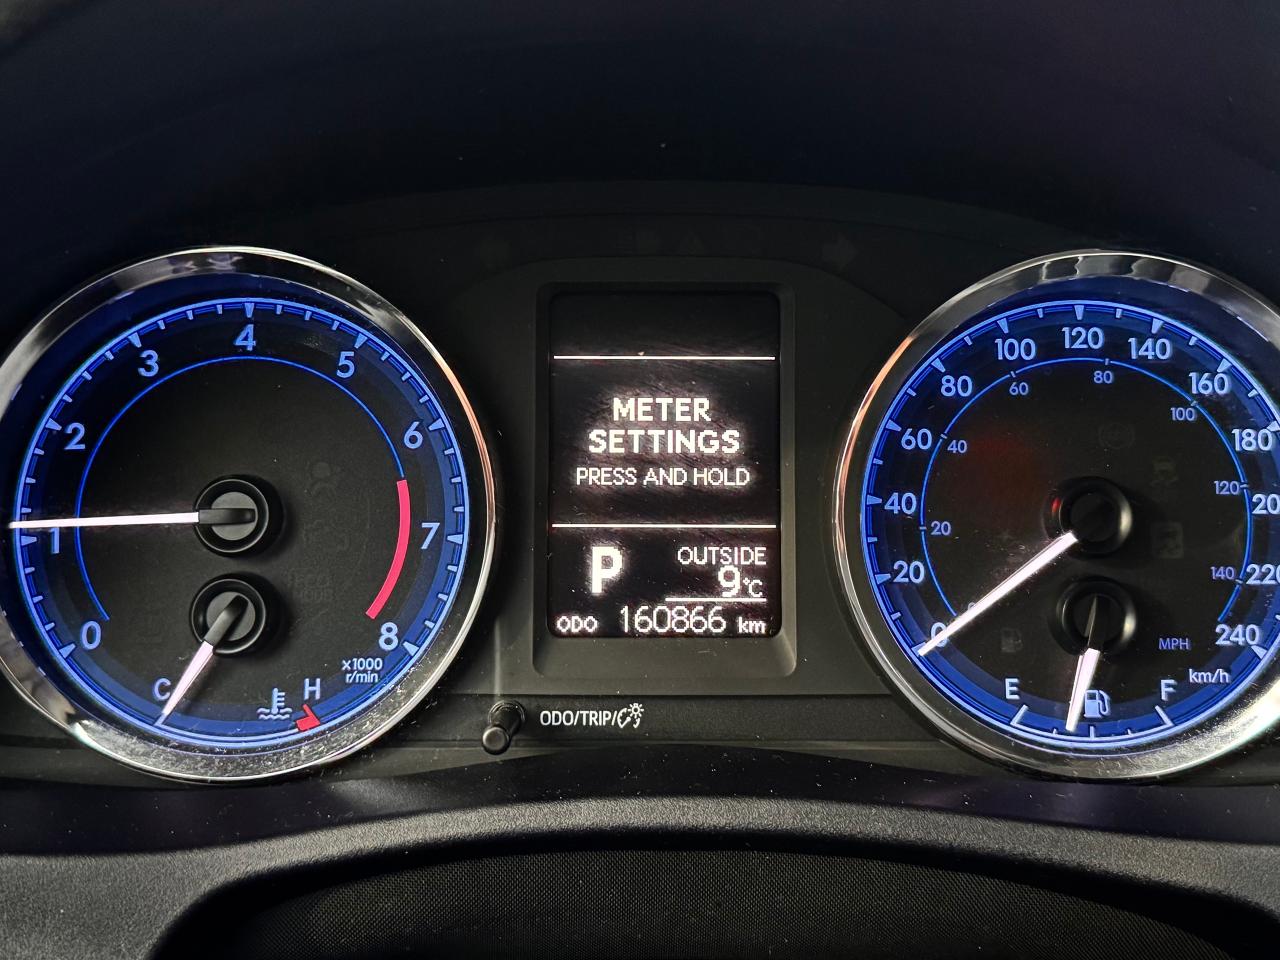 0
1
2
3
4
5
6
7
8
x1000
r/min
C
H
METER
SETTINGS
PRESS AND HOLD
P
OUTSIDE
9°C
ODO 160866 km
ODO/TRIP/
0
20
40
60
80
100
120
140
160
180
20
220
240
km/h
20
40
60
80
100
120
140
MPH
E
F